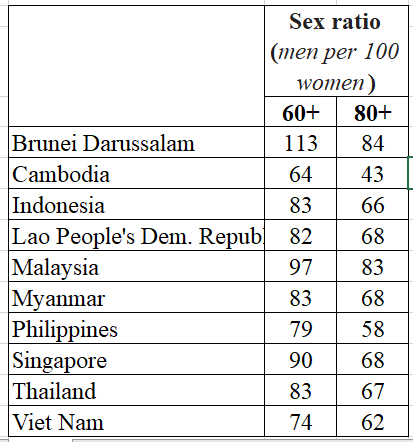 Sex ratio
(men per 100
women)
60+ 80+
Brunei Darussalam 113 84
Cambodia 64 43
Indonesia 83 66
Lao People's Dem. Republ 82 68
Malaysia 97 83
Myanmar 83 68
Philippines 79 58
Singapore 90 68
Thailand 83 67
Viet Nam 74 62